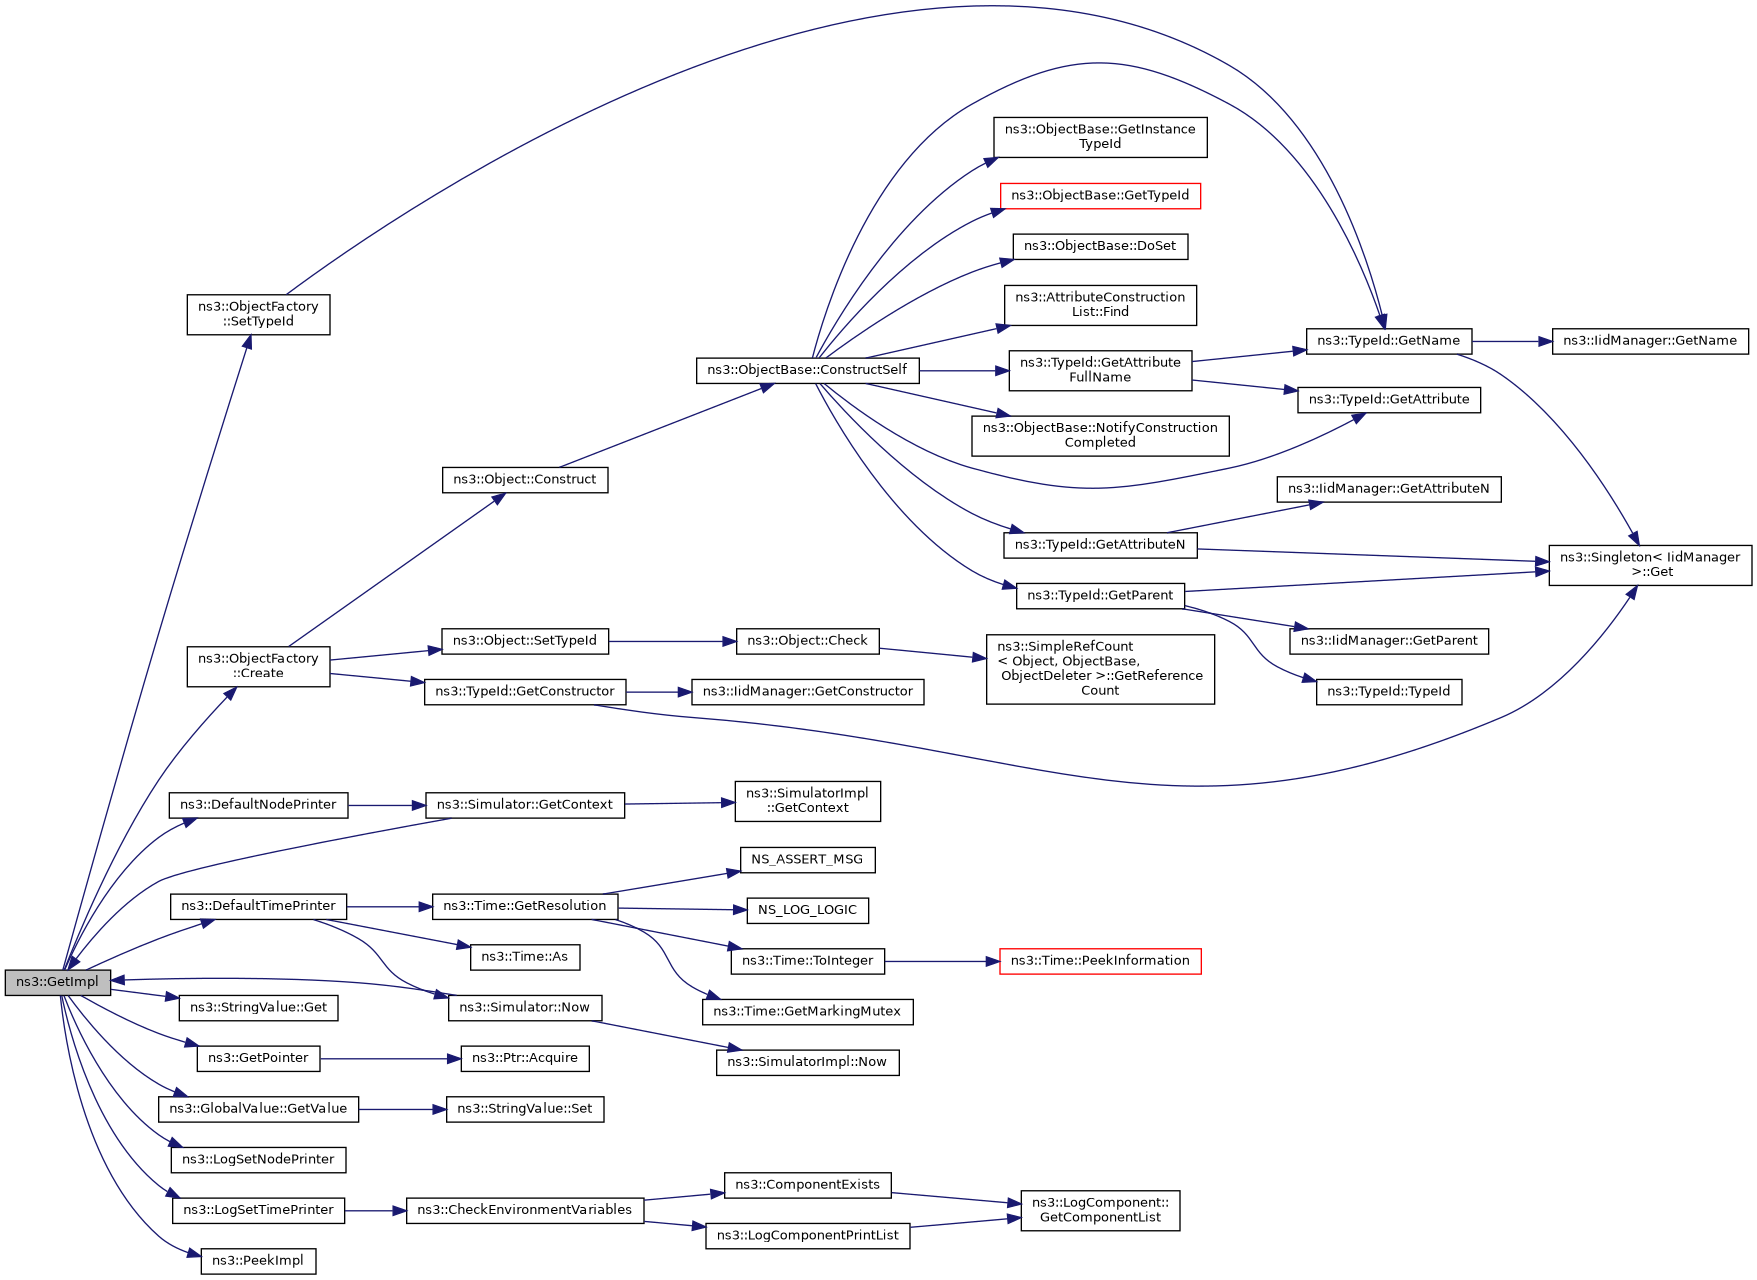 ns3::GetImpl
ns3::ObjectFactory
::SetTypeId
ns3::ObjectFactory
::Create
ns3::DefaultNodePrinter
ns3::DefaultTimePrinter
ns3::StringValue::Get
ns3::GetPointer
ns3::GlobalValue::GetValue
ns3::LogSetNodePrinter
ns3::LogSetTimePrinter
ns3::PeekImpl
ns3::Object::Construct
ns3::Object::SetTypeId
ns3::TypeId::GetConstructor
ns3::Simulator::GetContext
ns3::Time::GetResolution
ns3::Time::As
ns3::Simulator::Now
ns3::Ptr::Acquire
ns3::StringValue::Set
ns3::CheckEnvironmentVariables
ns3::ObjectBase::ConstructSelf
ns3::Object::Check
ns3::IidManager::GetConstructor
ns3::SimulatorImpl
::GetContext
NS_ASSERT_MSG
NS_LOG_LOGIC
ns3::Time::ToInteger
ns3::Time::GetMarkingMutex
ns3::SimulatorImpl::Now
ns3::ComponentExists
ns3::LogComponentPrintList
ns3::ObjectBase::GetInstance
TypeId
ns3::ObjectBase::GetTypeId
ns3::ObjectBase::DoSet
ns3::AttributeConstruction
List::Find
ns3::TypeId::GetAttribute
FullName
ns3::ObjectBase::NotifyConstruction
Completed
ns3::TypeId::GetAttributeN
ns3::TypeId::GetParent
ns3::SimpleRefCount
< Object, ObjectBase,
ObjectDeleter >::GetReference
Count
ns3::Time::PeekInformation
ns3::LogComponent::
GetComponentList
ns3::TypeId::GetName
ns3::TypeId::GetAttribute
ns3::IidManager::GetAttributeN
ns3::IidManager::GetParent
ns3::TypeId::TypeId
ns3::IidManager::GetName
ns3::Singleton< IidManager
>::Get